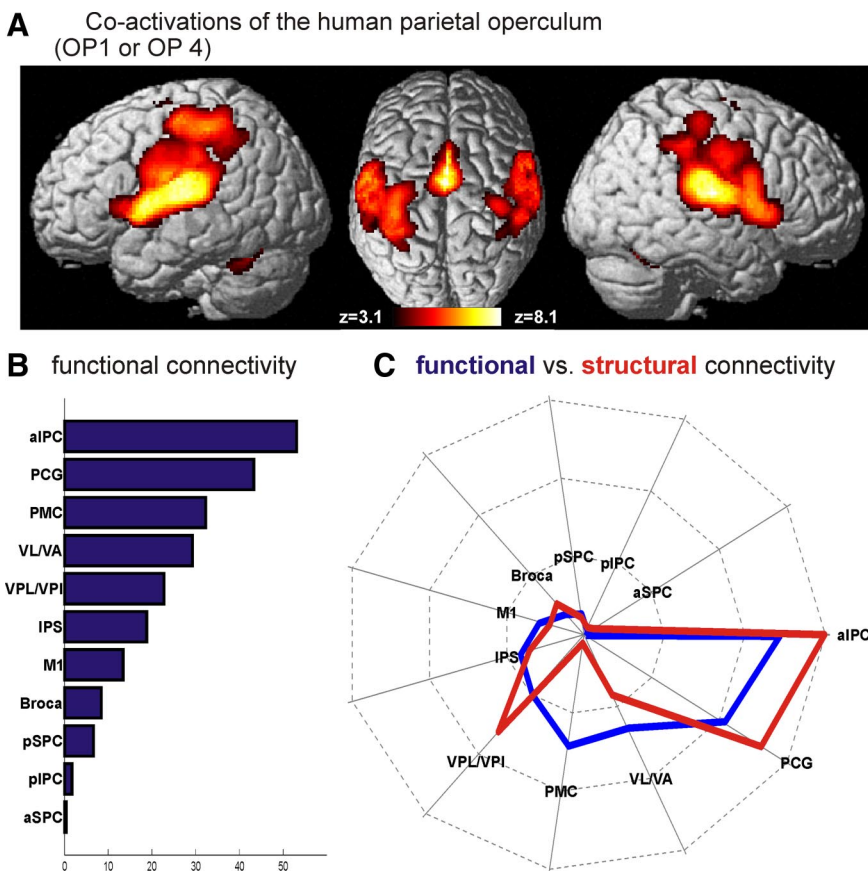 A Co-activations of the human parietal operculum
(OP1 or OP 4)
z=3.1 z=8.1
B functional connectivity
aIPC
PCG
PMC
VL/VA
VPL/VPI
IPS
M1
Broca
pSPC
pIPC
aSPC
0 10 20 30 40 50
C functional vs. structural connectivity
pSPC
pIPC
Broca
aSPC
M1
aIPC
IPS
VPL/VPI
PCG
PMC
VL/VA